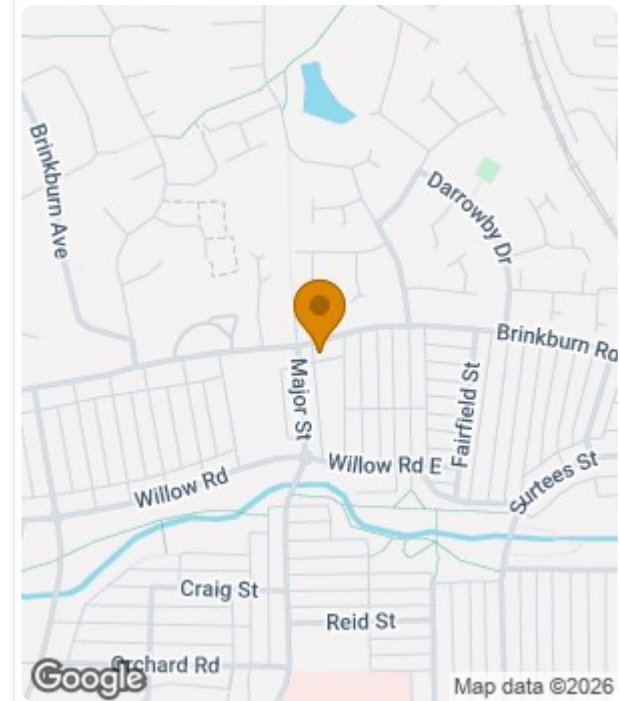 Brinkburn Ave
Darrowby Dr
Brinkburn Rd
Major St
Fairfield St
Willow Rd E
Willow Rd
Surtees St
Craig St
Reid St
Orchard Rd
Google
Map data ©2026